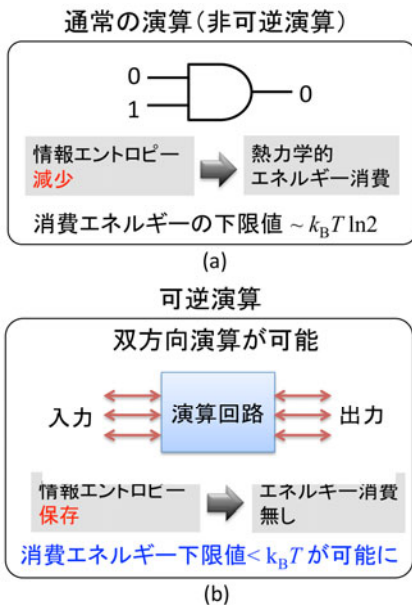 通常の演算(非可逆演算)
0
1
0
情報エントロピー
減少
熱力学的
エネルギー消費
消費エネルギーの下限値 ~ kBT ln2
(a)
可逆演算
双方向演算が可能
入力
演算回路
出力
情報エントロピー
保存
エネルキー消費
無し
消費エネルギー下限値< kBT が可能に
(b)